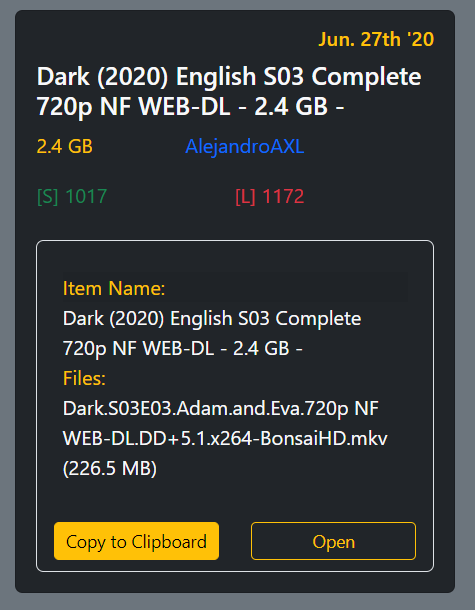 Jun. 27th '20
Dark (2020) English S03 Complete
720p NF WEB-DL - 2.4 GB -
2.4 GB AlejandroAXL
[S] 1017 [L] 1172
Item Name:
Dark (2020) English S03 Complete
720p NF WEB-DL - 2.4 GB -
Files:
Dark.S03E03.Adam.and.Eva.720p NF
WEB-DL.DD+5.1.x264-BonsaiHD.mkv
(226.5 MB)
Copy to Clipboard Open